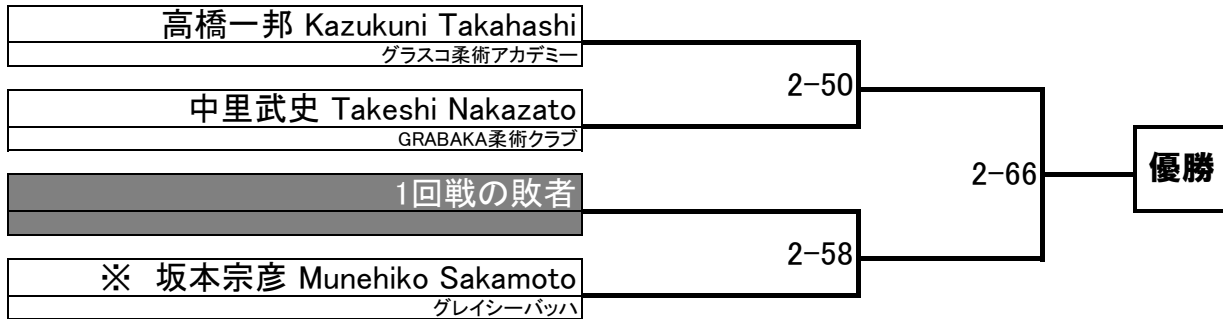 高橋一邦 Kazukuni Takahashi
グラスコ柔術アカデミー
2-50
中里武史 Takeshi Nakazato
GRABAKA柔術クラブ
2-66
優勝
1回戦の敗者
2-58
※ 坂本宗彦 Munehiko Sakamoto
グレイシーバッハ